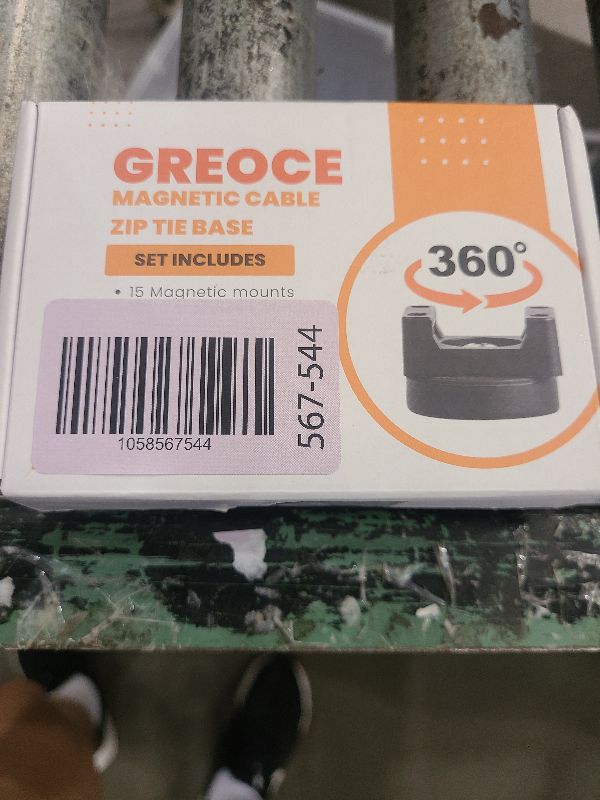 GREOCE
MAGNETIC CABLE
ZIP TIE BASE
SET INCLUDES
• 15 Magnetic mounts
360°
567-544
1058567544